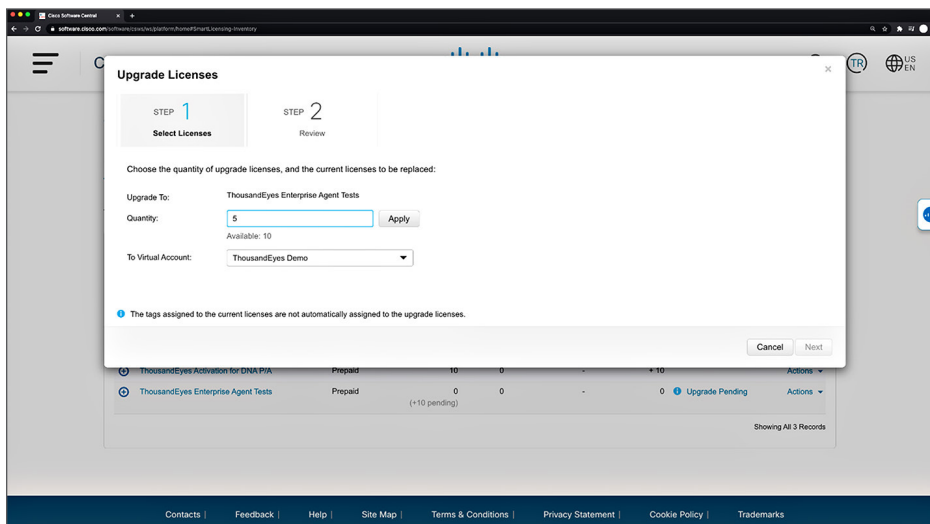 Cisco Software Central
software.cisco.com/software/csws/ws/platform/home#SmartLicensing-Inventory
C
TR
US
EN
Upgrade Licenses
STEP 1
Select Licenses
STEP 2
Review
Choose the quantity of upgrade licenses, and the current licenses to be replaced:
Upgrade To: ThousandEyes Enterprise Agent Tests
Quantity: 5 Apply
Available: 10
To Virtual Account: ThousandEyes Demo
The tags assigned to the current licenses are not automatically assigned to the upgrade licenses.
Cancel Next
ThousandEyes Activation for DNA P/A Prepaid 10 0 - + 10 Actions
ThousandEyes Enterprise Agent Tests Prepaid 0 0 - 0 Upgrade Pending Actions
(+10 pending)
Showing All 3 Records
Contacts | Feedback | Help | Site Map | Terms & Conditions | Privacy Statement | Cookie Policy | Trademarks